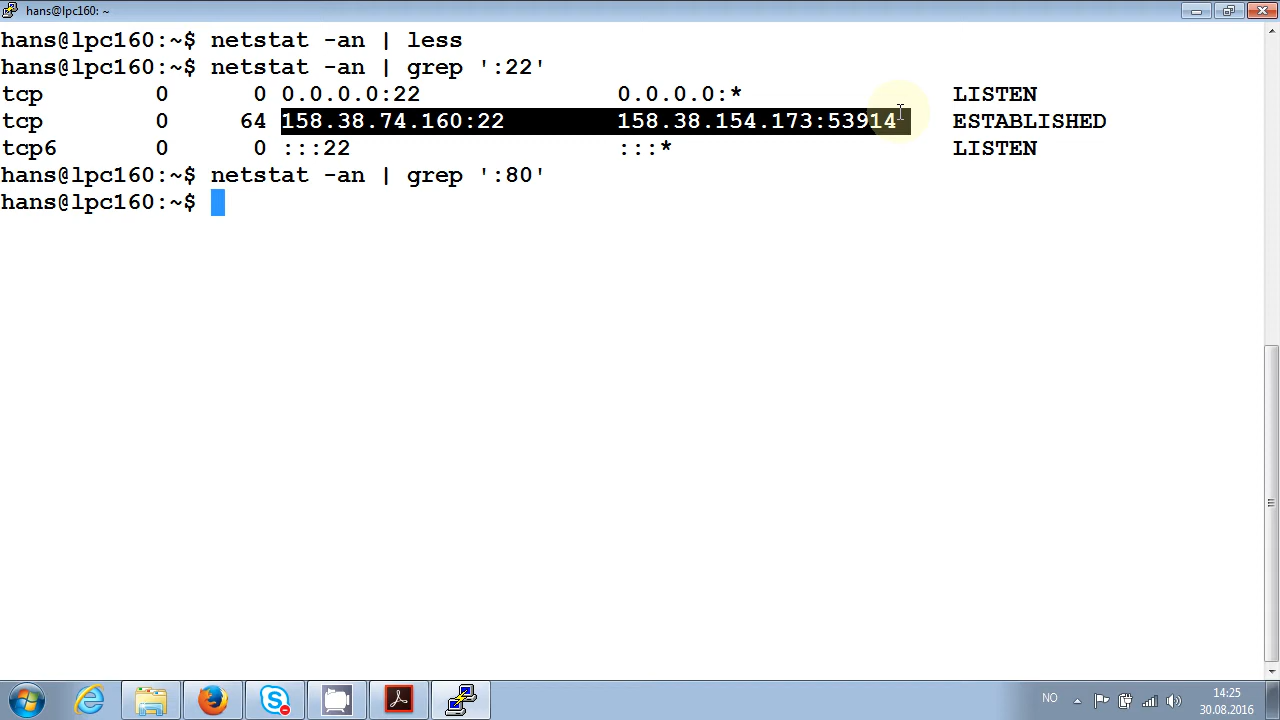 hans@lpc160: ~
hans@lpc160:~$ netstat -an | less
hans@lpc160:~$ netstat -an | grep ':22'
tcp 0 0 0.0.0.0:22 0.0.0.0:* LISTEN
tcp 0 64 158.38.74.160:22 158.38.154.173:53914 ESTABLISHED
tcp6 0 0 :::22 :::* LISTEN
hans@lpc160:~$ netstat -an | grep ':80'
hans@lpc160:~$
NO
14:25
30.08.2016